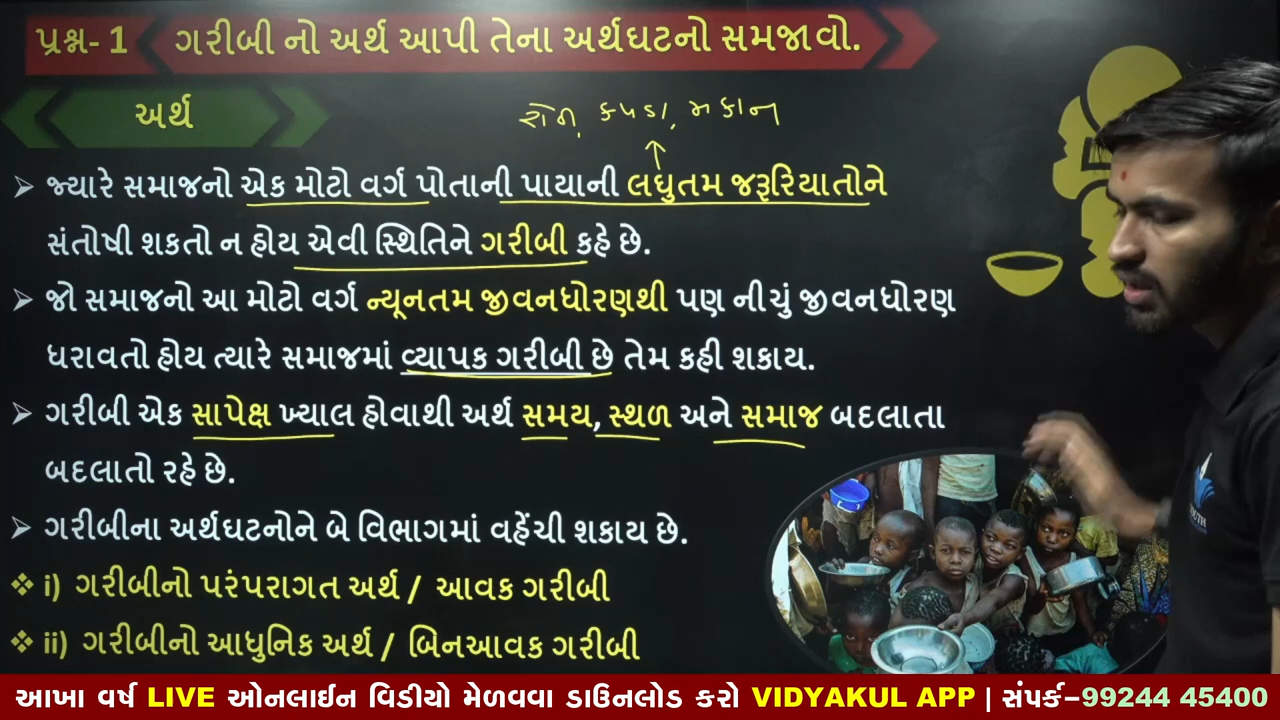 પ્રશ્ન- 1 ગરીબી નો અર્થ આપી તેના અર્થઘટનો સમજાવો.
અર્થ
કપડા, મકાન
➢ જ્યારે સમાજનો એક મોટો વર્ગ પોતાની પાયાની લઘુતમ જરૂરિયાતોને
સંતોષી શકતો ન હોય એવી સ્થિતિને ગરીબી કહે છે.
➢ જો સમાજનો આ મોટો વર્ગ ન્યૂનતમ જીવનધોરણથી પણ નીચું જીવનધોરણ
ધરાવતો હોય ત્યારે સમાજમાં વ્યાપક ગરીબી છે તેમ કહી શકાય.
➢ ગરીબી એક સાપેક્ષ ખ્યાલ હોવાથી અર્થ સમય, સ્થળ અને સમાજ બદલાતા
બદલાતો રહે છે.
➢ ગરીબીના અર્થઘટનોને બે વિભાગમાં વહેંચી શકાય છે.
❖ i) ગરીબીનો પરંપરાગત અર્થ / આવક ગરીબી
❖ ii) ગરીબીનો આધુનિક અર્થ / બિનઆવક ગરીબી
આખા વર્ષ LIVE ઓનલાઈન વિડીયો મેળવવા ડાઉનલોડ કરો VIDYAKUL APP | સંપર્ક-99244 45400